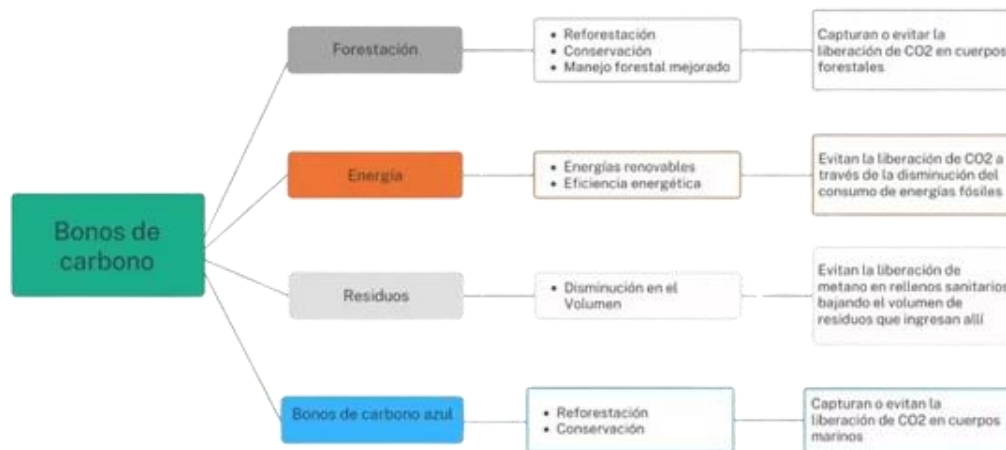 Bonos de
carbono
Forestación
• Reforestación
• Conservación
• Manejo forestal mejorado
Capturan o evitar la
liberación de CO2 en cuerpos
forestales
Energía
• Energías renovables
• Eficiencia energética
Evitan la liberación de CO2 a
través de la disminución del
consumo de energías fósiles
Residuos
• Disminución en el
Volumen
Evitan la liberación de
metano en rellenos sanitarios
bajando el volumen de
residuos que ingresan allí
Bonos de carbono azul
• Reforestación
• Conservación
Capturan o evitan la
liberación de CO2 en cuerpos
marinos